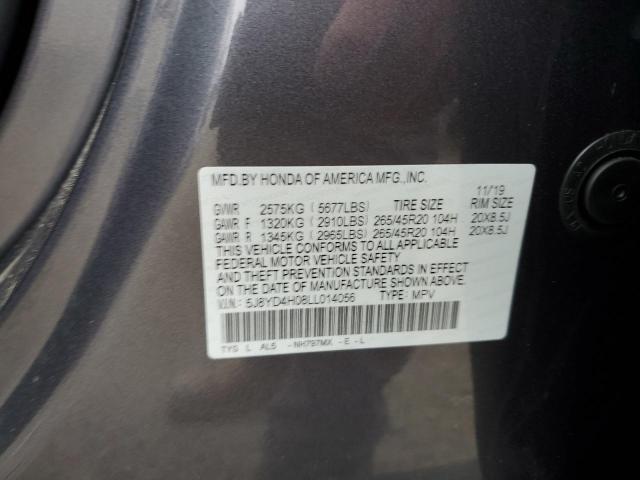 MFD.BY HONDA OF AMERICA MFG.,INC. 11/19
GVWR 2575KG (5677LBS) TIRE SIZE RIM SIZE
GAWR F 1320KG (2910LBS) 265/45R20 104H 20X8.5J
GAWR R 1345KG (2965LBS) 265/45R20 104H 20X8.5J
THIS VEHICLE CONFORMS TO ALL APPLICABLE
FEDERAL MOTOR VEHICLE SAFETY
AND THEFT PREVENTION STANDARDS IN EFFECT
ON THE DATE OF MANUFACTURE SHOWN ABOVE.
V.I.N.: 5J8YD4H08LL014056 TYPE: MPV
TYS L AL5 - NH797MX - E - L